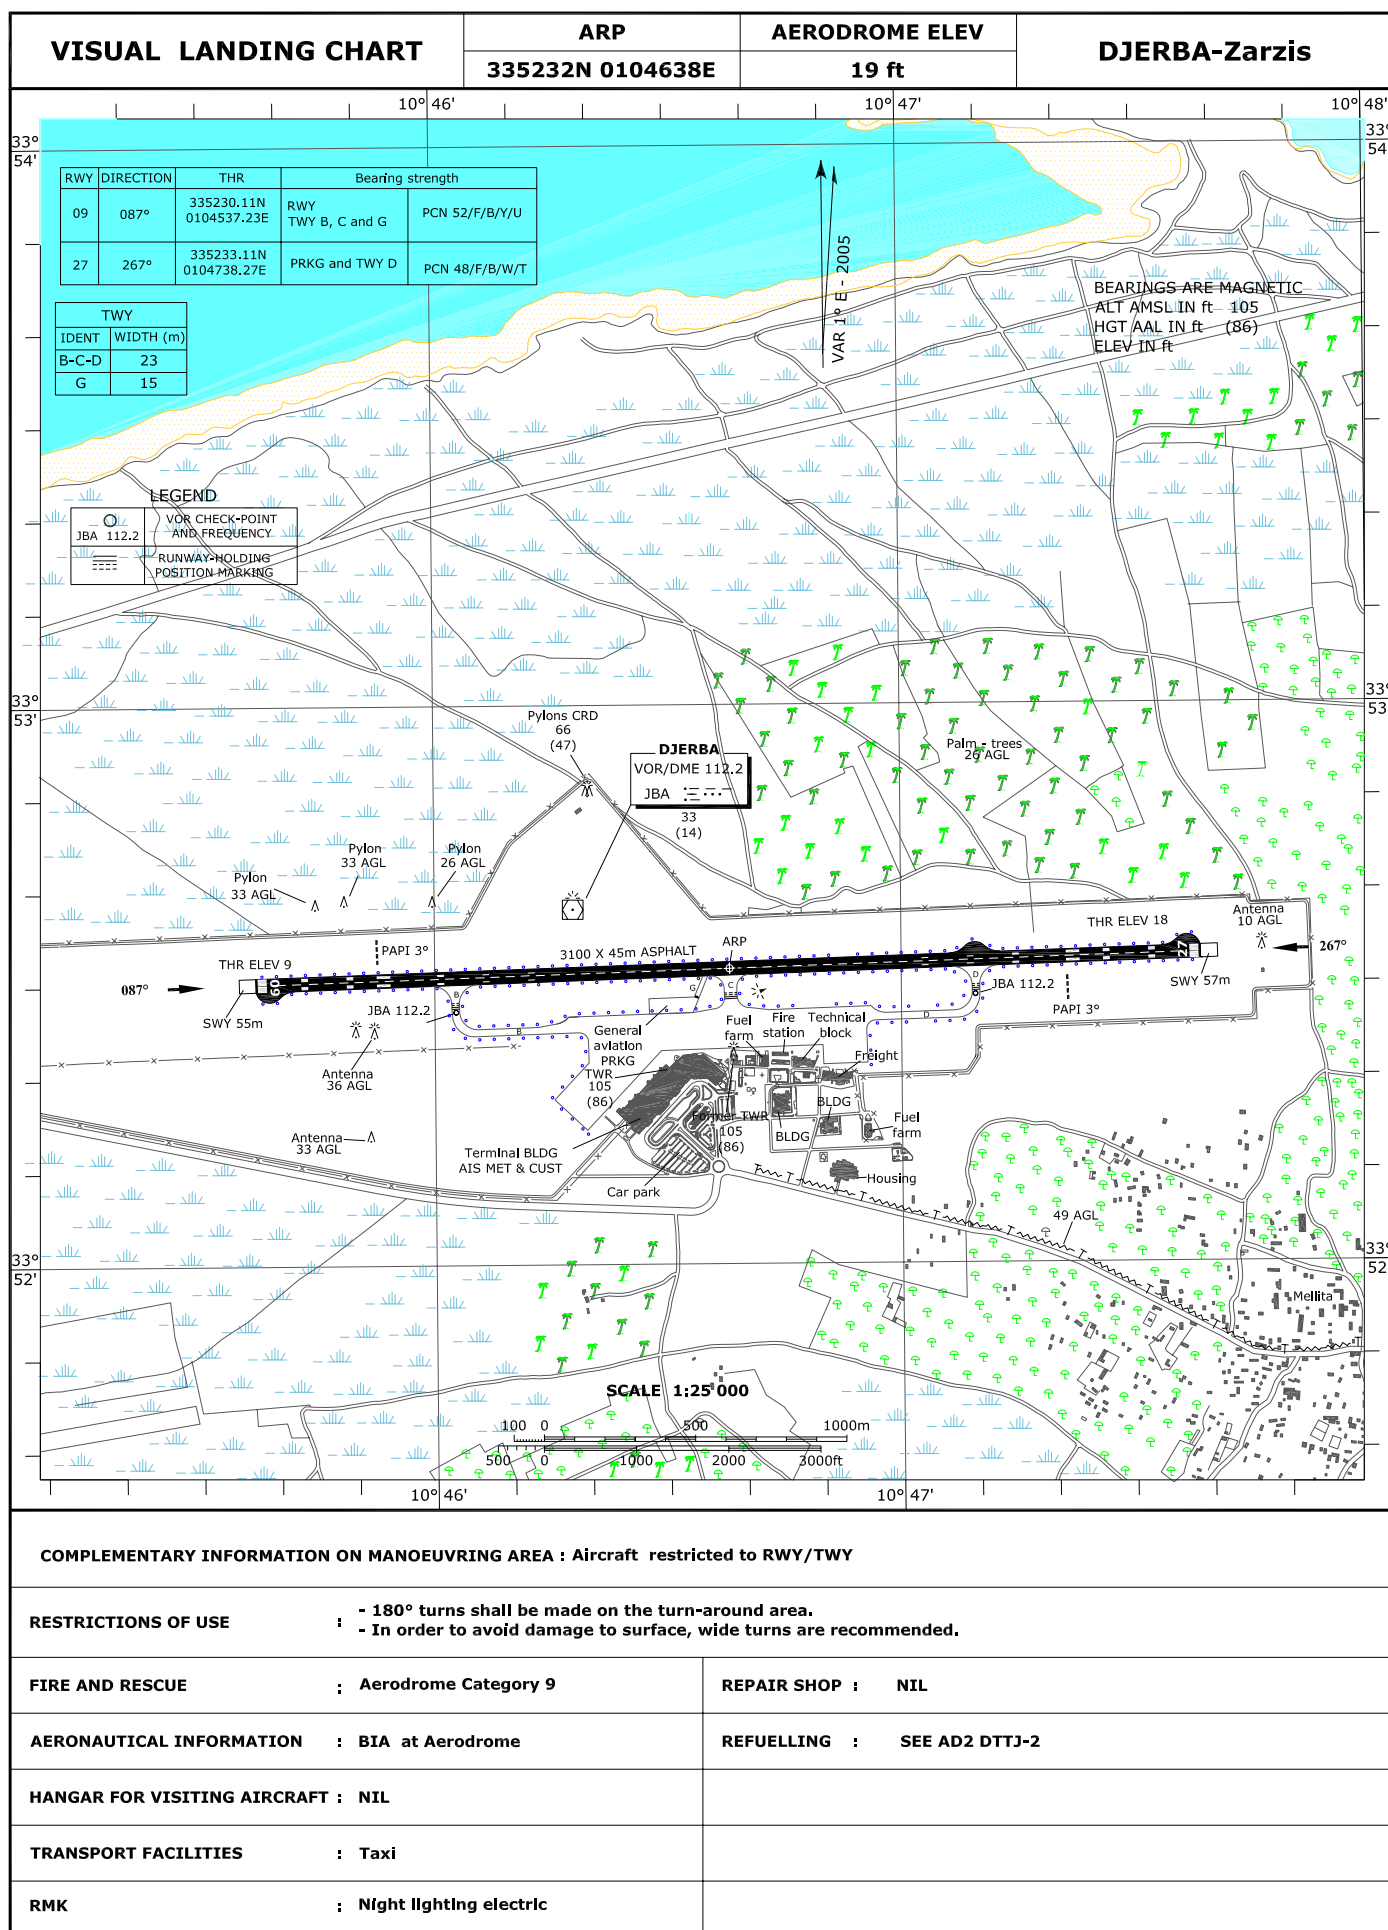 VISUAL LANDING CHART
ARP
335232N 0104638E
AERODROME ELEV
19 ft
DJERBA-Zarzis
10° 46'
10° 47'
10° 48'
33°
54'
33°
54'
RWY DIRECTION THR Bearing strength
09 087° 335230.11N 0104537.23E RWY TWY B, C and G PCN 52/F/B/Y/U
27 267° 335233.11N 0104738.27E PRKG and TWY D PCN 48/F/B/W/T
TWY
IDENT WIDTH (m)
B-C-D 23
G 15
VAR 1° E - 2005
BEARINGS ARE MAGNETIC
ALT AMSL IN ft 105
HGT AAL IN ft (86)
ELEV IN ft
LEGEND
JBA 112.2
VOR CHECK-POINT
AND FREQUENCY
RUNWAY-HOLDING
POSITION MARKING
33°
53'
33°
53'
Pylons CRD
66
(47)
DJERBA
VOR/DME 112.2
JBA
33
(14)
Palm - trees
26 AGL
Pylon
33 AGL
Pylon
33 AGL
Pylon
26 AGL
Antenna
10 AGL
THR ELEV 18
THR ELEV 9
PAPI 3°
3100 X 45m ASPHALT
ARP
267°
087°
09
27
SWY 55m
SWY 57m
JBA 112.2
JBA 112.2
PAPI 3°
B
G
C
D
B
D
General
aviation
PRKG
Fuel
farm
Fire
station
Technical
block
Freight
TWR
105
(86)
Antenna
36 AGL
Antenna
33 AGL
Former TWR
105
(86)
BLDG
BLDG
Fuel
farm
Terminal BLDG
AIS MET & CUST
Car park
Housing
49 AGL
33°
52'
33°
52'
Mellita
SCALE 1:25 000
100 0 500 1000m
500 0 1000 2000 3000ft
10° 46'
10° 47'
COMPLEMENTARY INFORMATION ON MANOEUVRING AREA : Aircraft restricted to RWY/TWY
RESTRICTIONS OF USE :
- 180° turns shall be made on the turn-around area.
- In order to avoid damage to surface, wide turns are recommended.
FIRE AND RESCUE : Aerodrome Category 9
REPAIR SHOP : NIL
AERONAUTICAL INFORMATION : BIA at Aerodrome
REFUELLING : SEE AD2 DTTJ-2
HANGAR FOR VISITING AIRCRAFT : NIL
TRANSPORT FACILITIES : Taxi
RMK : Night lighting electric